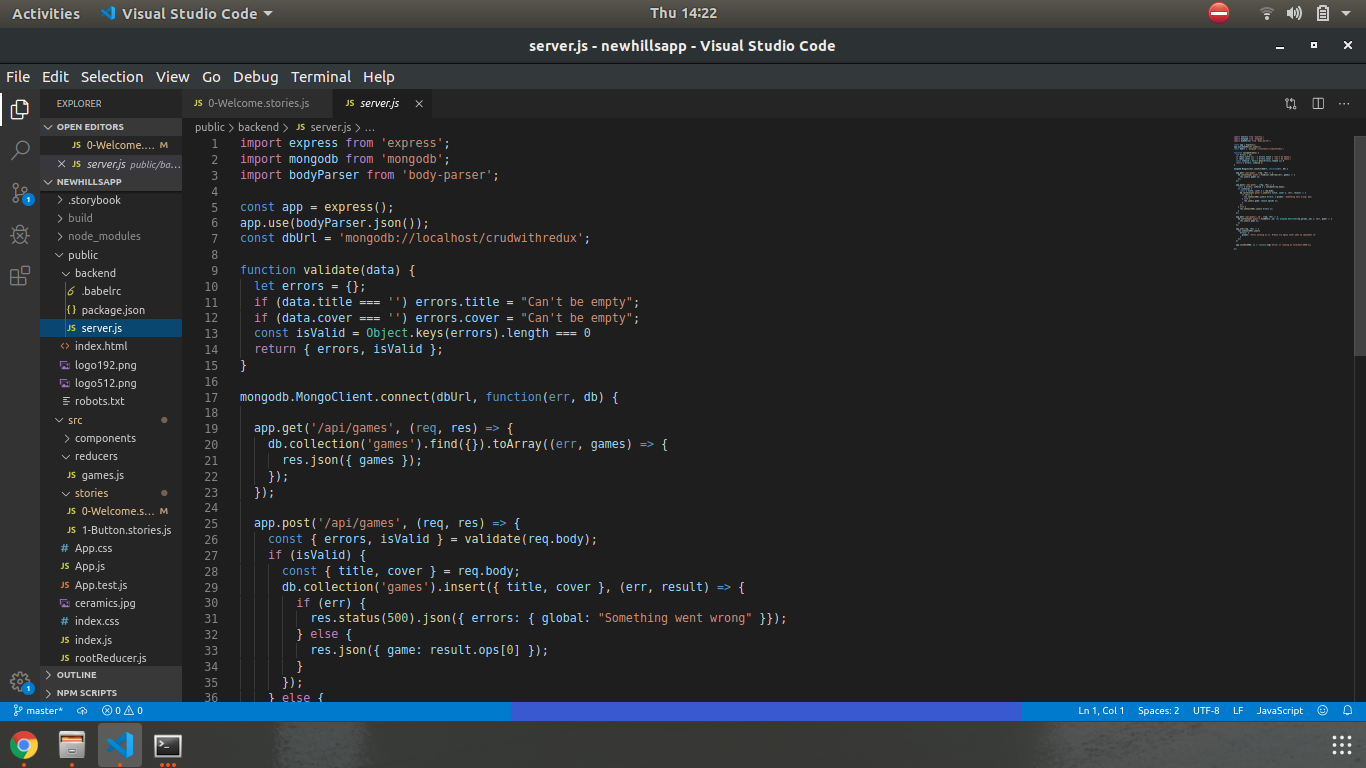 Activities Visual Studio Code Thu 14:22
server.js - newhillsapp - Visual Studio Code
File Edit Selection View Go Debug Terminal Help
EXPLORER
OPEN EDITORS
JS 0-Welcome.... M
JS server.js public/ba...
NEWHILLSAPP
.storybook
build
node_modules
public
backend
.babelrc
{} package.json
JS server.js
<> index.html
logo192.png
logo512.png
robots.txt
src
components
reducers
JS games.js
stories
JS 0-Welcome.s... M
JS 1-Button.stories.js
# App.css
JS App.js
JS App.test.js
ceramics.jpg
# index.css
JS index.js
JS rootReducer.js
OUTLINE
NPM SCRIPTS
1
1
JS 0-Welcome.stories.js JS server.js
public > backend > JS server.js > ...
1 import express from 'express';
2 import mongodb from 'mongodb';
3 import bodyParser from 'body-parser';
4
5 const app = express();
6 app.use(bodyParser.json());
7 const dbUrl = 'mongodb://localhost/crudwithredux';
8
9 function validate(data) {
10 let errors = {};
11 if (data.title === '') errors.title = "Can't be empty";
12 if (data.cover === '') errors.cover = "Can't be empty";
13 const isValid = Object.keys(errors).length === 0
14 return { errors, isValid };
15 }
16
17 mongodb.MongoClient.connect(dbUrl, function(err, db) {
18
19 app.get('/api/games', (req, res) => {
20 db.collection('games').find({}).toArray((err, games) => {
21 res.json({ games });
22 });
23 });
24
25 app.post('/api/games', (req, res) => {
26 const { errors, isValid } = validate(req.body);
27 if (isValid) {
28 const { title, cover } = req.body;
29 db.collection('games').insert({ title, cover }, (err, result) => {
30 if (err) {
31 res.status(500).json({ errors: { global: "Something went wrong" }});
32 } else {
33 res.json({ game: result.ops[0] });
34 }
35 });
36 } else {
master* 0 0 Ln 1, Col 1 Spaces: 2 UTF-8 LF JavaScript